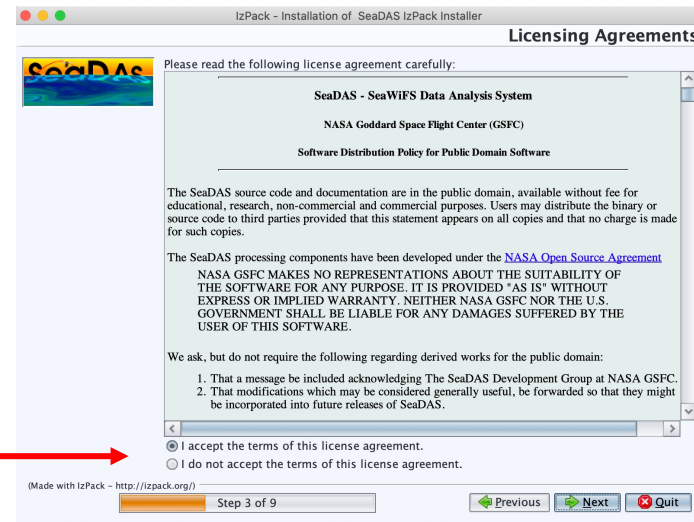 IzPack - Installation of SeaDAS IzPack Installer
Licensing Agreements
SeaDAS
Please read the following license agreement carefully:
SeaDAS - SeaWiFS Data Analysis System
NASA Goddard Space Flight Center (GSFC)
Software Distribution Policy for Public Domain Software
The SeaDAS source code and documentation are in the public domain, available without fee for
educational, research, non-commercial and commercial purposes. Users may distribute the binary or
source code to third parties provided that this statement appears on all copies and that no charge is made
for such copies.
The SeaDAS processing components have been developed under the NASA Open Source Agreement
NASA GSFC MAKES NO REPRESENTATIONS ABOUT THE SUITABILITY OF
THE SOFTWARE FOR ANY PURPOSE. IT IS PROVIDED "AS IS" WITHOUT
EXPRESS OR IMPLIED WARRANTY. NEITHER NASA GSFC NOR THE U.S.
GOVERNMENT SHALL BE LIABLE FOR ANY DAMAGES SUFFERED BY THE
USER OF THIS SOFTWARE.
We ask, but do not require the following regarding derived works for the public domain:
1. That a message be included acknowledging The SeaDAS Development Group at NASA GSFC.
2. That modifications which may be considered generally useful, be forwarded so that they might
be incorporated into future releases of SeaDAS.
I accept the terms of this license agreement.
I do not accept the terms of this license agreement.
(Made with IzPack - http://izpack.org/)
Step 3 of 9
Previous
Next
Quit